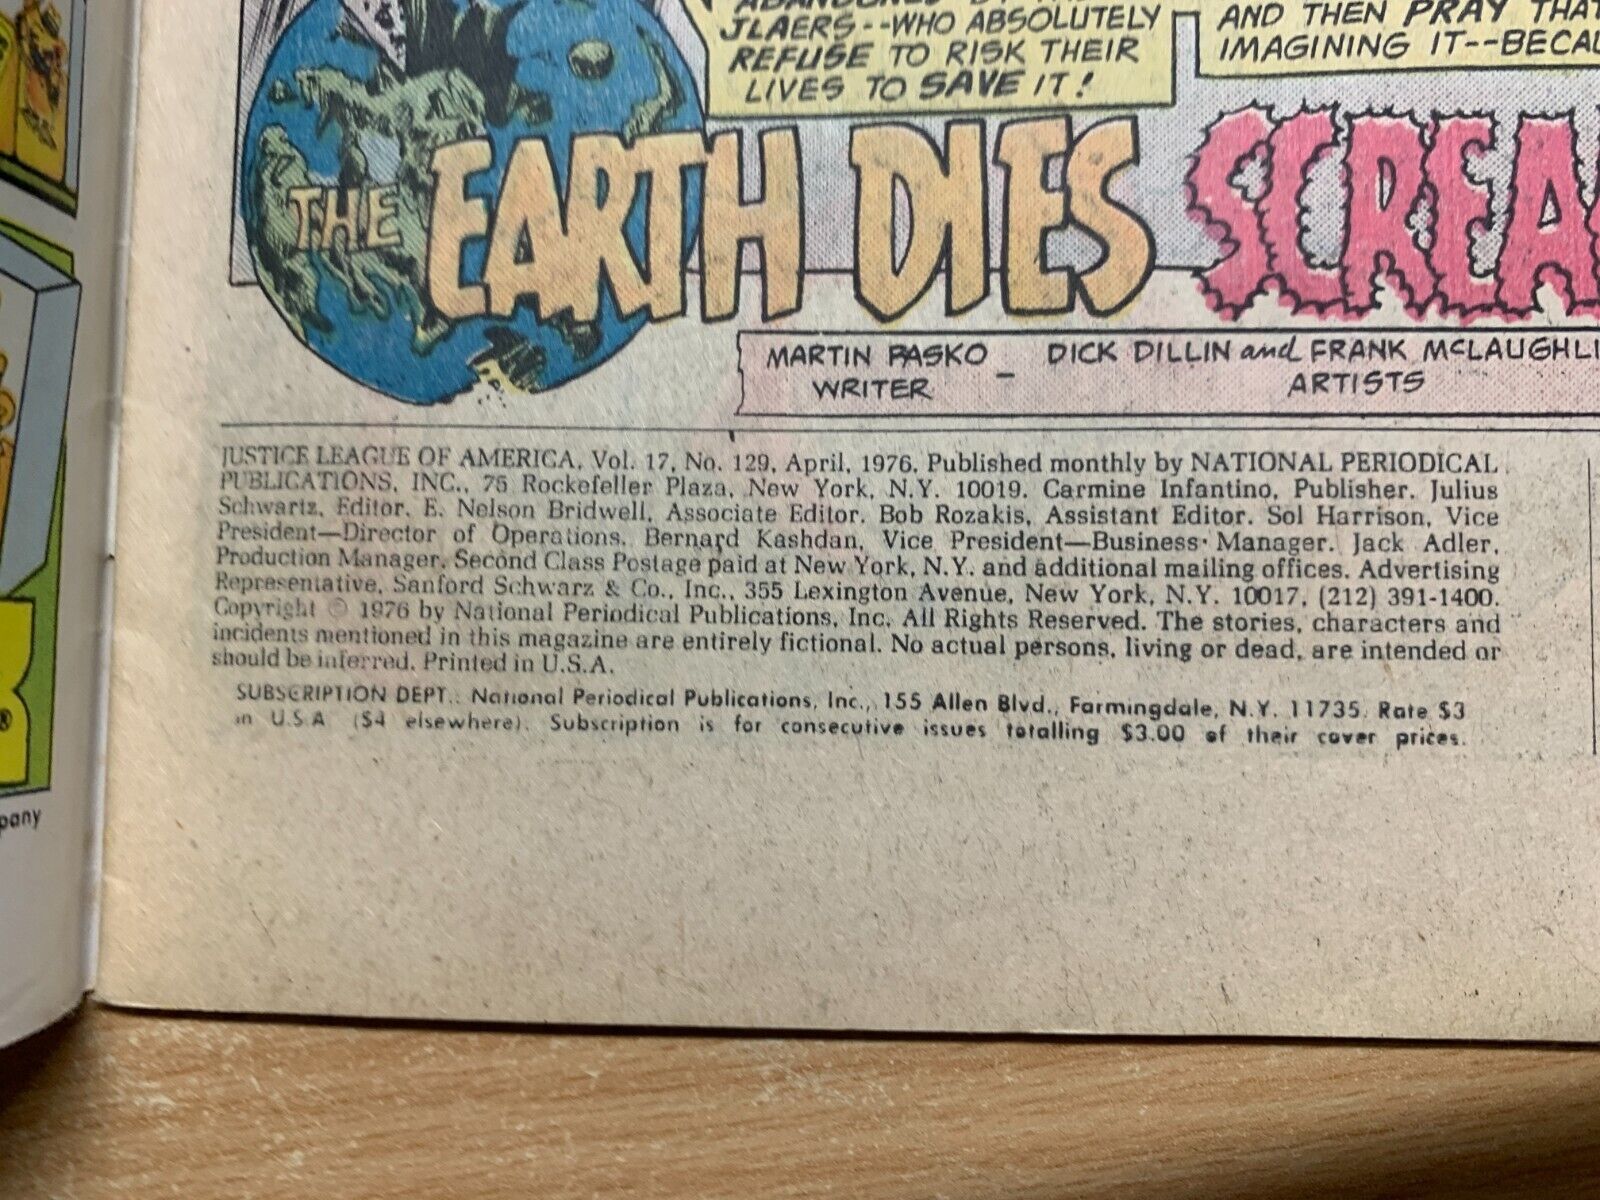 JLAERS--WHO ABSOLUTELY
REFUSE TO RISK THEIR
LIVES TO SAVE IT!
AND THEN PRAY THAT
IMAGINING IT--BECAU
THE EARTH DIES SCREA
MARTIN PASKO
WRITER
–
DICK DILLIN and FRANK McLAUGHLI
ARTISTS
JUSTICE LEAGUE OF AMERICA, Vol. 17, No. 129, April, 1976. Published monthly by NATIONAL PERIODICAL
PUBLICATIONS, INC., 75 Rockefeller Plaza, New York, N.Y. 10019. Carmine Infantino, Publisher. Julius
Schwartz, Editor. E. Nelson Bridwell, Associate Editor. Bob Rozakis, Assistant Editor. Sol Harrison, Vice
President—Director of Operations. Bernard Kashdan, Vice President—Business Manager. Jack Adler,
Production Manager. Second Class Postage paid at New York, N.Y. and additional mailing offices. Advertising
Representative, Sanford Schwarz & Co., Inc., 355 Lexington Avenue, New York, N.Y. 10017, (212) 391-1400.
Copyright © 1976 by National Periodical Publications, Inc. All Rights Reserved. The stories, characters and
incidents mentioned in this magazine are entirely fictional. No actual persons, living or dead, are intended or
should be inferred. Printed in U.S.A.
SUBSCRIPTION DEPT.: National Periodical Publications, Inc., 155 Allen Blvd., Farmingdale, N.Y. 11735. Rate $3
in U.S.A. ($4 elsewhere). Subscription is for consecutive issues totalling $3.00 of their cover prices.
pany
®